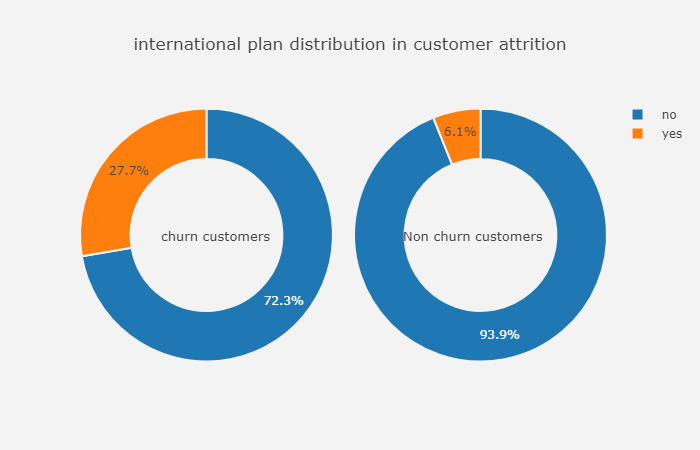 international plan distribution in customer attrition
no
yes
6.1%
27.7%
churn customers
Non churn customers
72.3%
93.9%